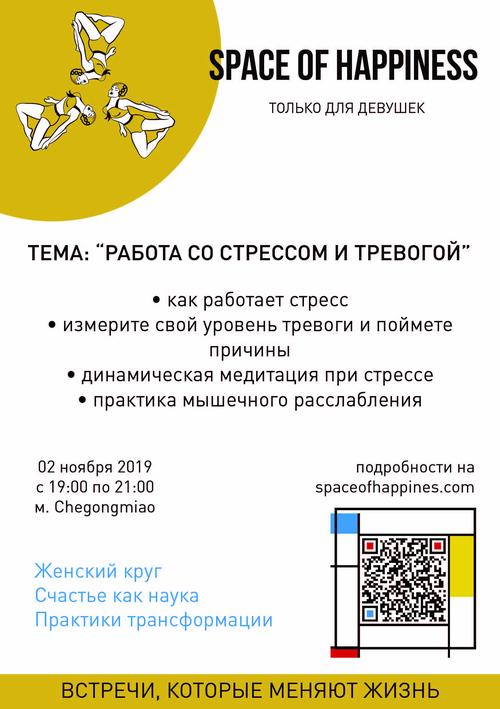 SPACE OF HAPPINESS
ТОЛЬКО ДЛЯ ДЕВУШЕК
ТЕМА: “РАБОТА СО СТРЕССОМ И ТРЕВОГОЙ”
• как работает стресс
• измерите свой уровень тревоги и поймете
причины
• динамическая медитация при стрессе
• практика мышечного расслабления
02 ноября 2019
с 19:00 по 21:00
м. Chegongmiao
подробности на
spaceofhappines.com
Женский круг
Счастье как наука
Практики трансформации
ВСТРЕЧИ, КОТОРЫЕ МЕНЯЮТ ЖИЗНЬ